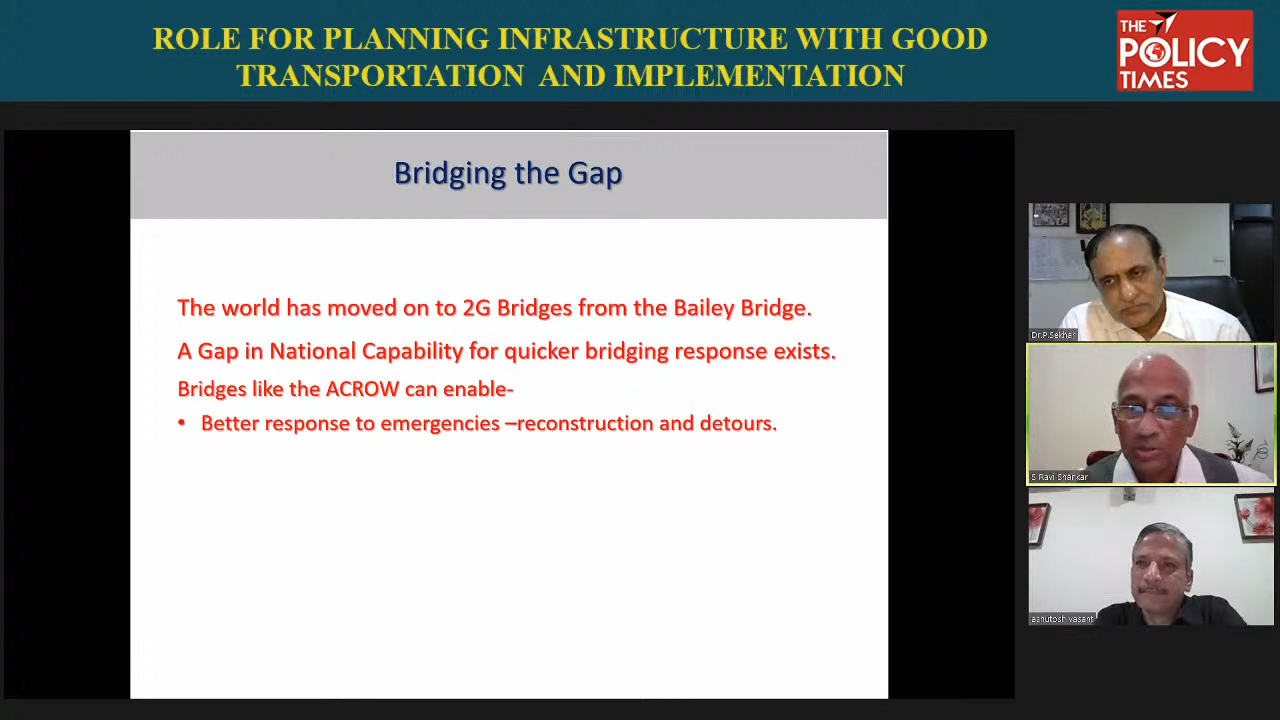 ROLE FOR PLANNING INFRASTRUCTURE WITH GOOD
TRANSPORTATION AND IMPLEMENTATION
THE
POLICY
TIMES
Bridging the Gap
The world has moved on to 2G Bridges from the Bailey Bridge.
A Gap in National Capability for quicker bridging response exists.
Bridges like the ACROW can enable-
• Better response to emergencies –reconstruction and detours.
Dr.P.Sekhar
S Ravi Shankar
ashutosh vasant